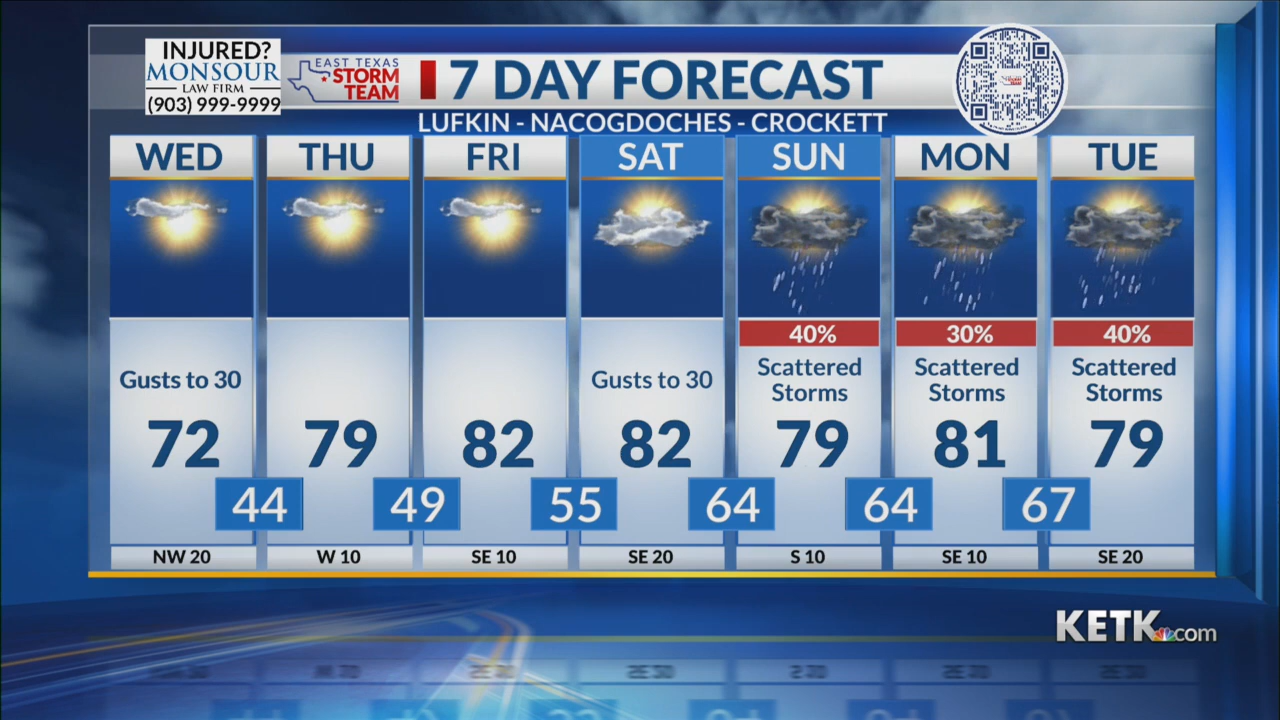 INJURED?
MONSOUR
LAW FIRM
(903) 999-9999
EAST TEXAS
STORM
TEAM
7 DAY FORECAST
LUFKIN - NACOGDOCHES - CROCKETT
WED THU FRI SAT SUN MON TUE
40% 30% 40%
Gusts to 30 Gusts to 30 Scattered Storms Scattered Storms Scattered Storms
72 79 82 82 79 81 79
44 49 55 64 64 67
NW 20 W 10 SE 10 SE 20 S 10 SE 10 SE 20
KETK.com